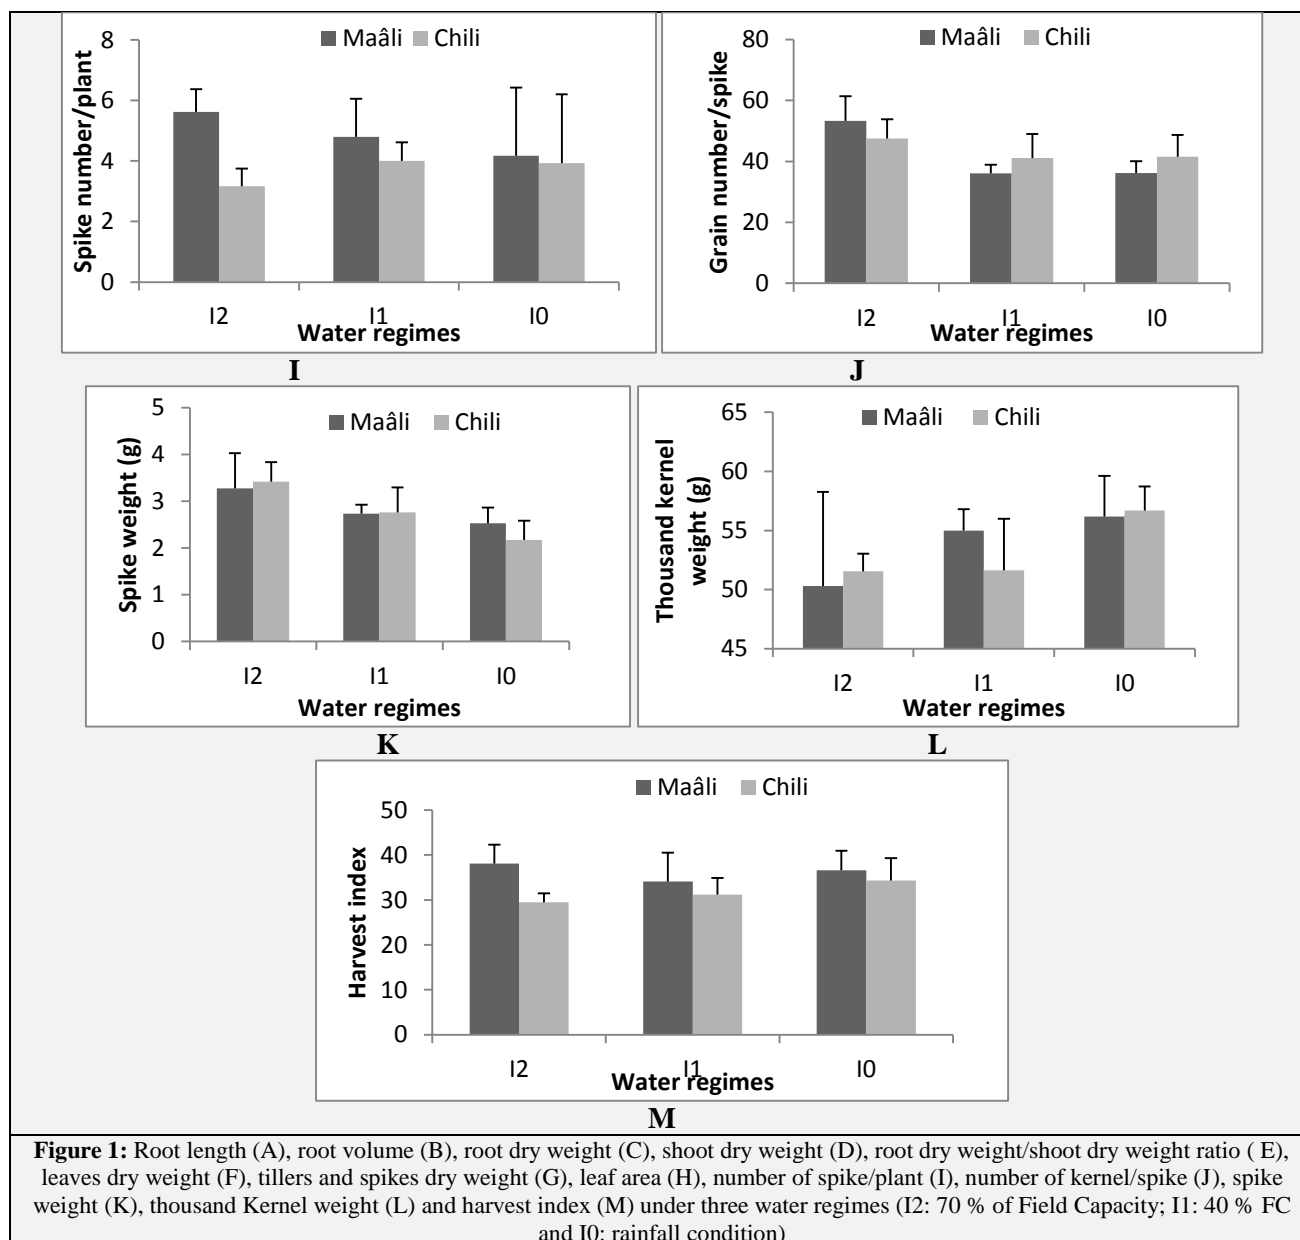 Maâli Chili
Spike number/plant
8
6
4
2
0
I2 I1 I0
Water regimes
I
Maâli Chili
Grain number/spike
80
60
40
20
0
I2 I1 I0
Water regimes
J
Maâli Chili
Spike weight (g)
5
4
3
2
1
0
I2 I1 I0
Water regimes
K
Maâli Chili
Thousand kernel
weight (g)
65
60
55
50
45
I2 I1 I0
Water regimes
L
Maâli Chili
Harvest index
50
40
30
20
10
0
I2 I1 I0
Water regimes
M
Figure 1: Root length (A), root volume (B), root dry weight (C), shoot dry weight (D), root dry weight/shoot dry weight ratio ( E),
leaves dry weight (F), tillers and spikes dry weight (G), leaf area (H), number of spike/plant (I), number of kernel/spike (J), spike
weight (K), thousand Kernel weight (L) and harvest index (M) under three water regimes (I2: 70 % of Field Capacity; I1: 40 % FC
and I0: rainfall condition)